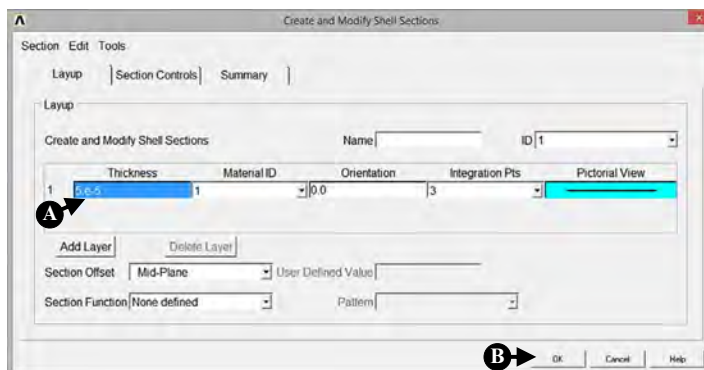 Create and Modify Shell Sections
Section Edit Tools
Layup Section Controls Summary
Layup
Create and Modify Shell Sections Name ID 1
Thickness Material ID Orientation Integration Pts Pictorial View
1 5.e-5 1 0.0 3
A
Add Layer Delete Layer
Section Offset Mid-Plane User Defined Value
Section Function None defined Pattern
B OK Cancel Help